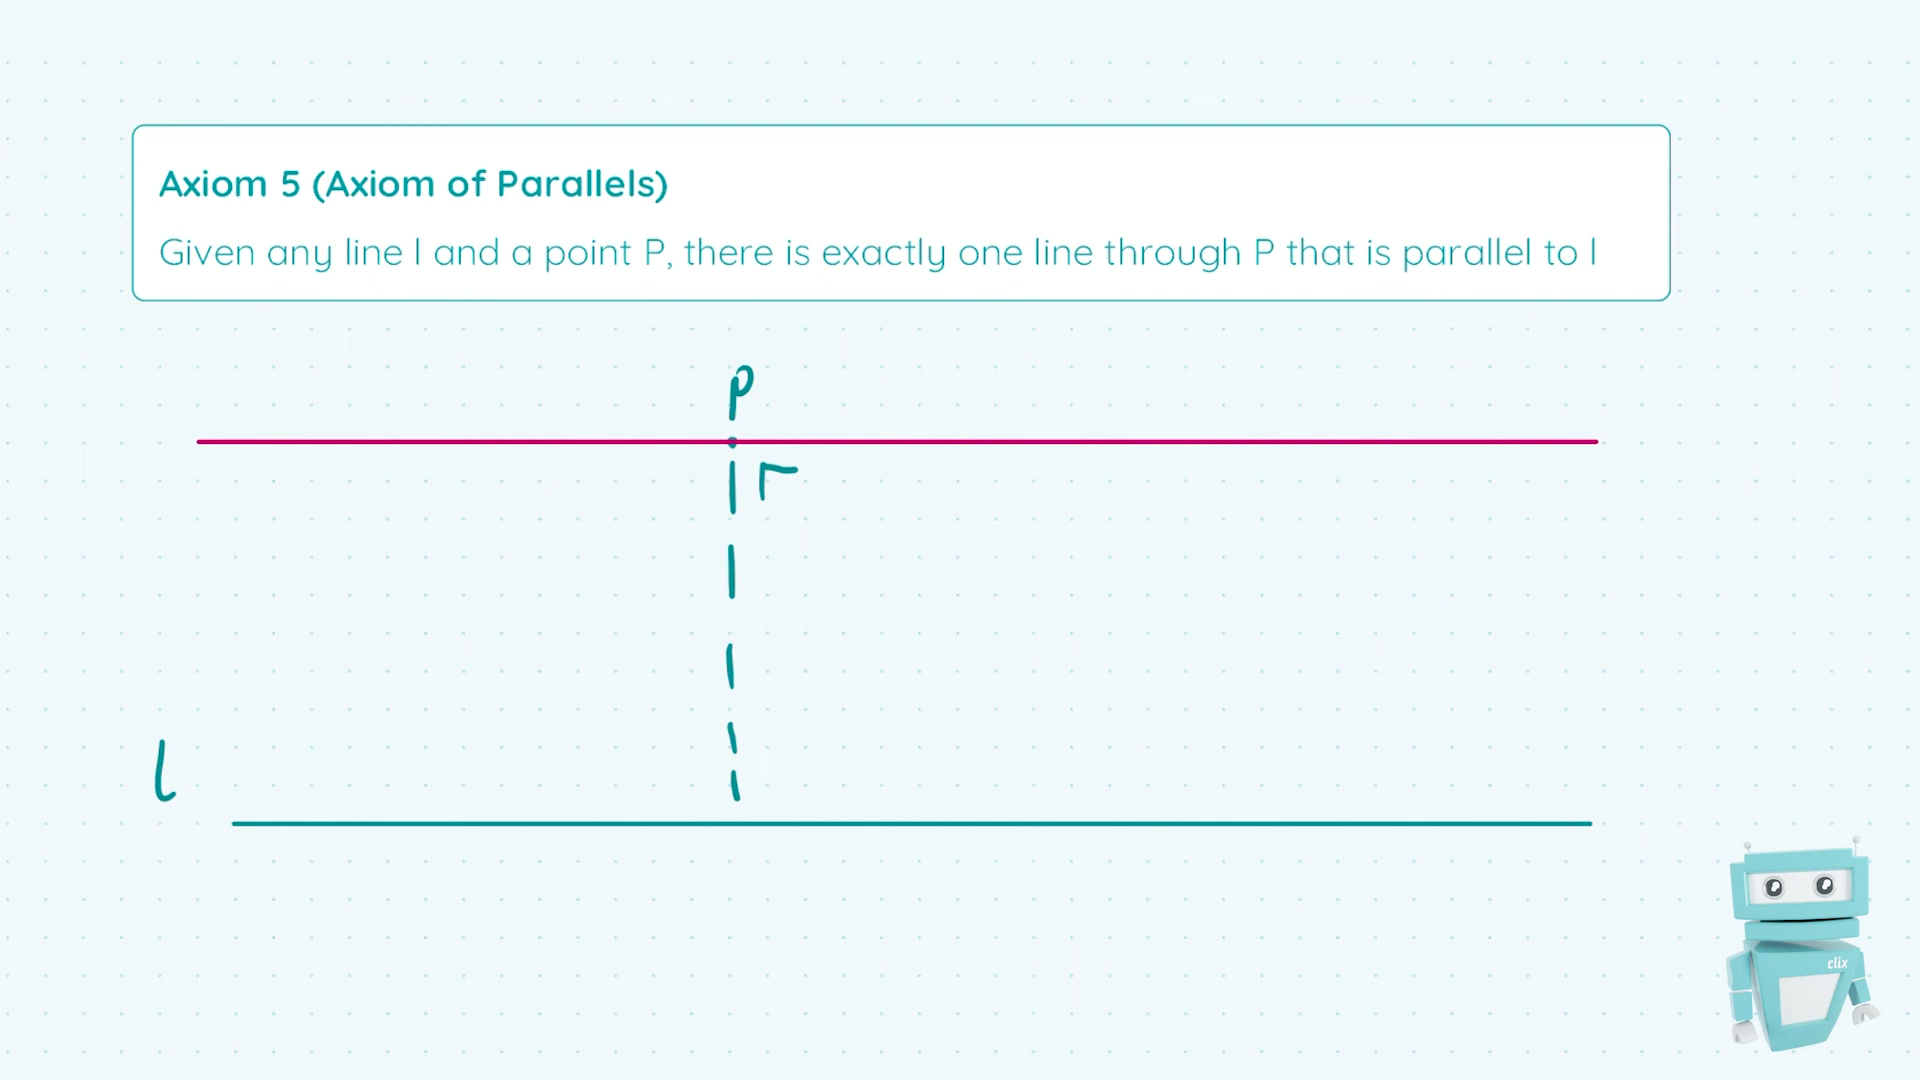 Axiom 5 (Axiom of Parallels)
Given any line l and a point P, there is exactly one line through P that is parallel to l
P
l
clix